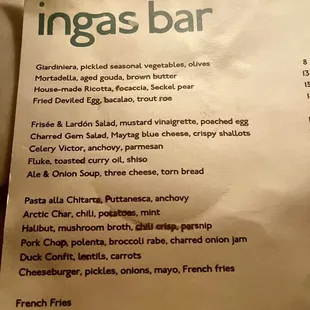 ingas bar
Giardiniera, pickled seasonal vegetables, olives 8
Mortadella, aged gouda, brown butter 13
House-made Ricotta, focaccia, Seckel pear
Fried Deviled Egg, bacalao, trout roe
Frisée & Lardón Salad, mustard vinaigrette, poached egg
Charred Gem Salad, Maytag blue cheese, crispy shallots
Celery Victor, anchovy, parmesan
Fluke, toasted curry oil, shiso
Ale & Onion Soup, three cheese, torn bread
Pasta alla Chitarra, Puttanesca, anchovy
Arctic Char, chili, potatoes, mint
Halibut, mushroom broth, chili crisp, parsnip
Pork Chop, polenta, broccoli rabe, charred onion jam
Duck Confit, lentils, carrots
Cheeseburger, pickles, onions, mayo, French fries
French Fries